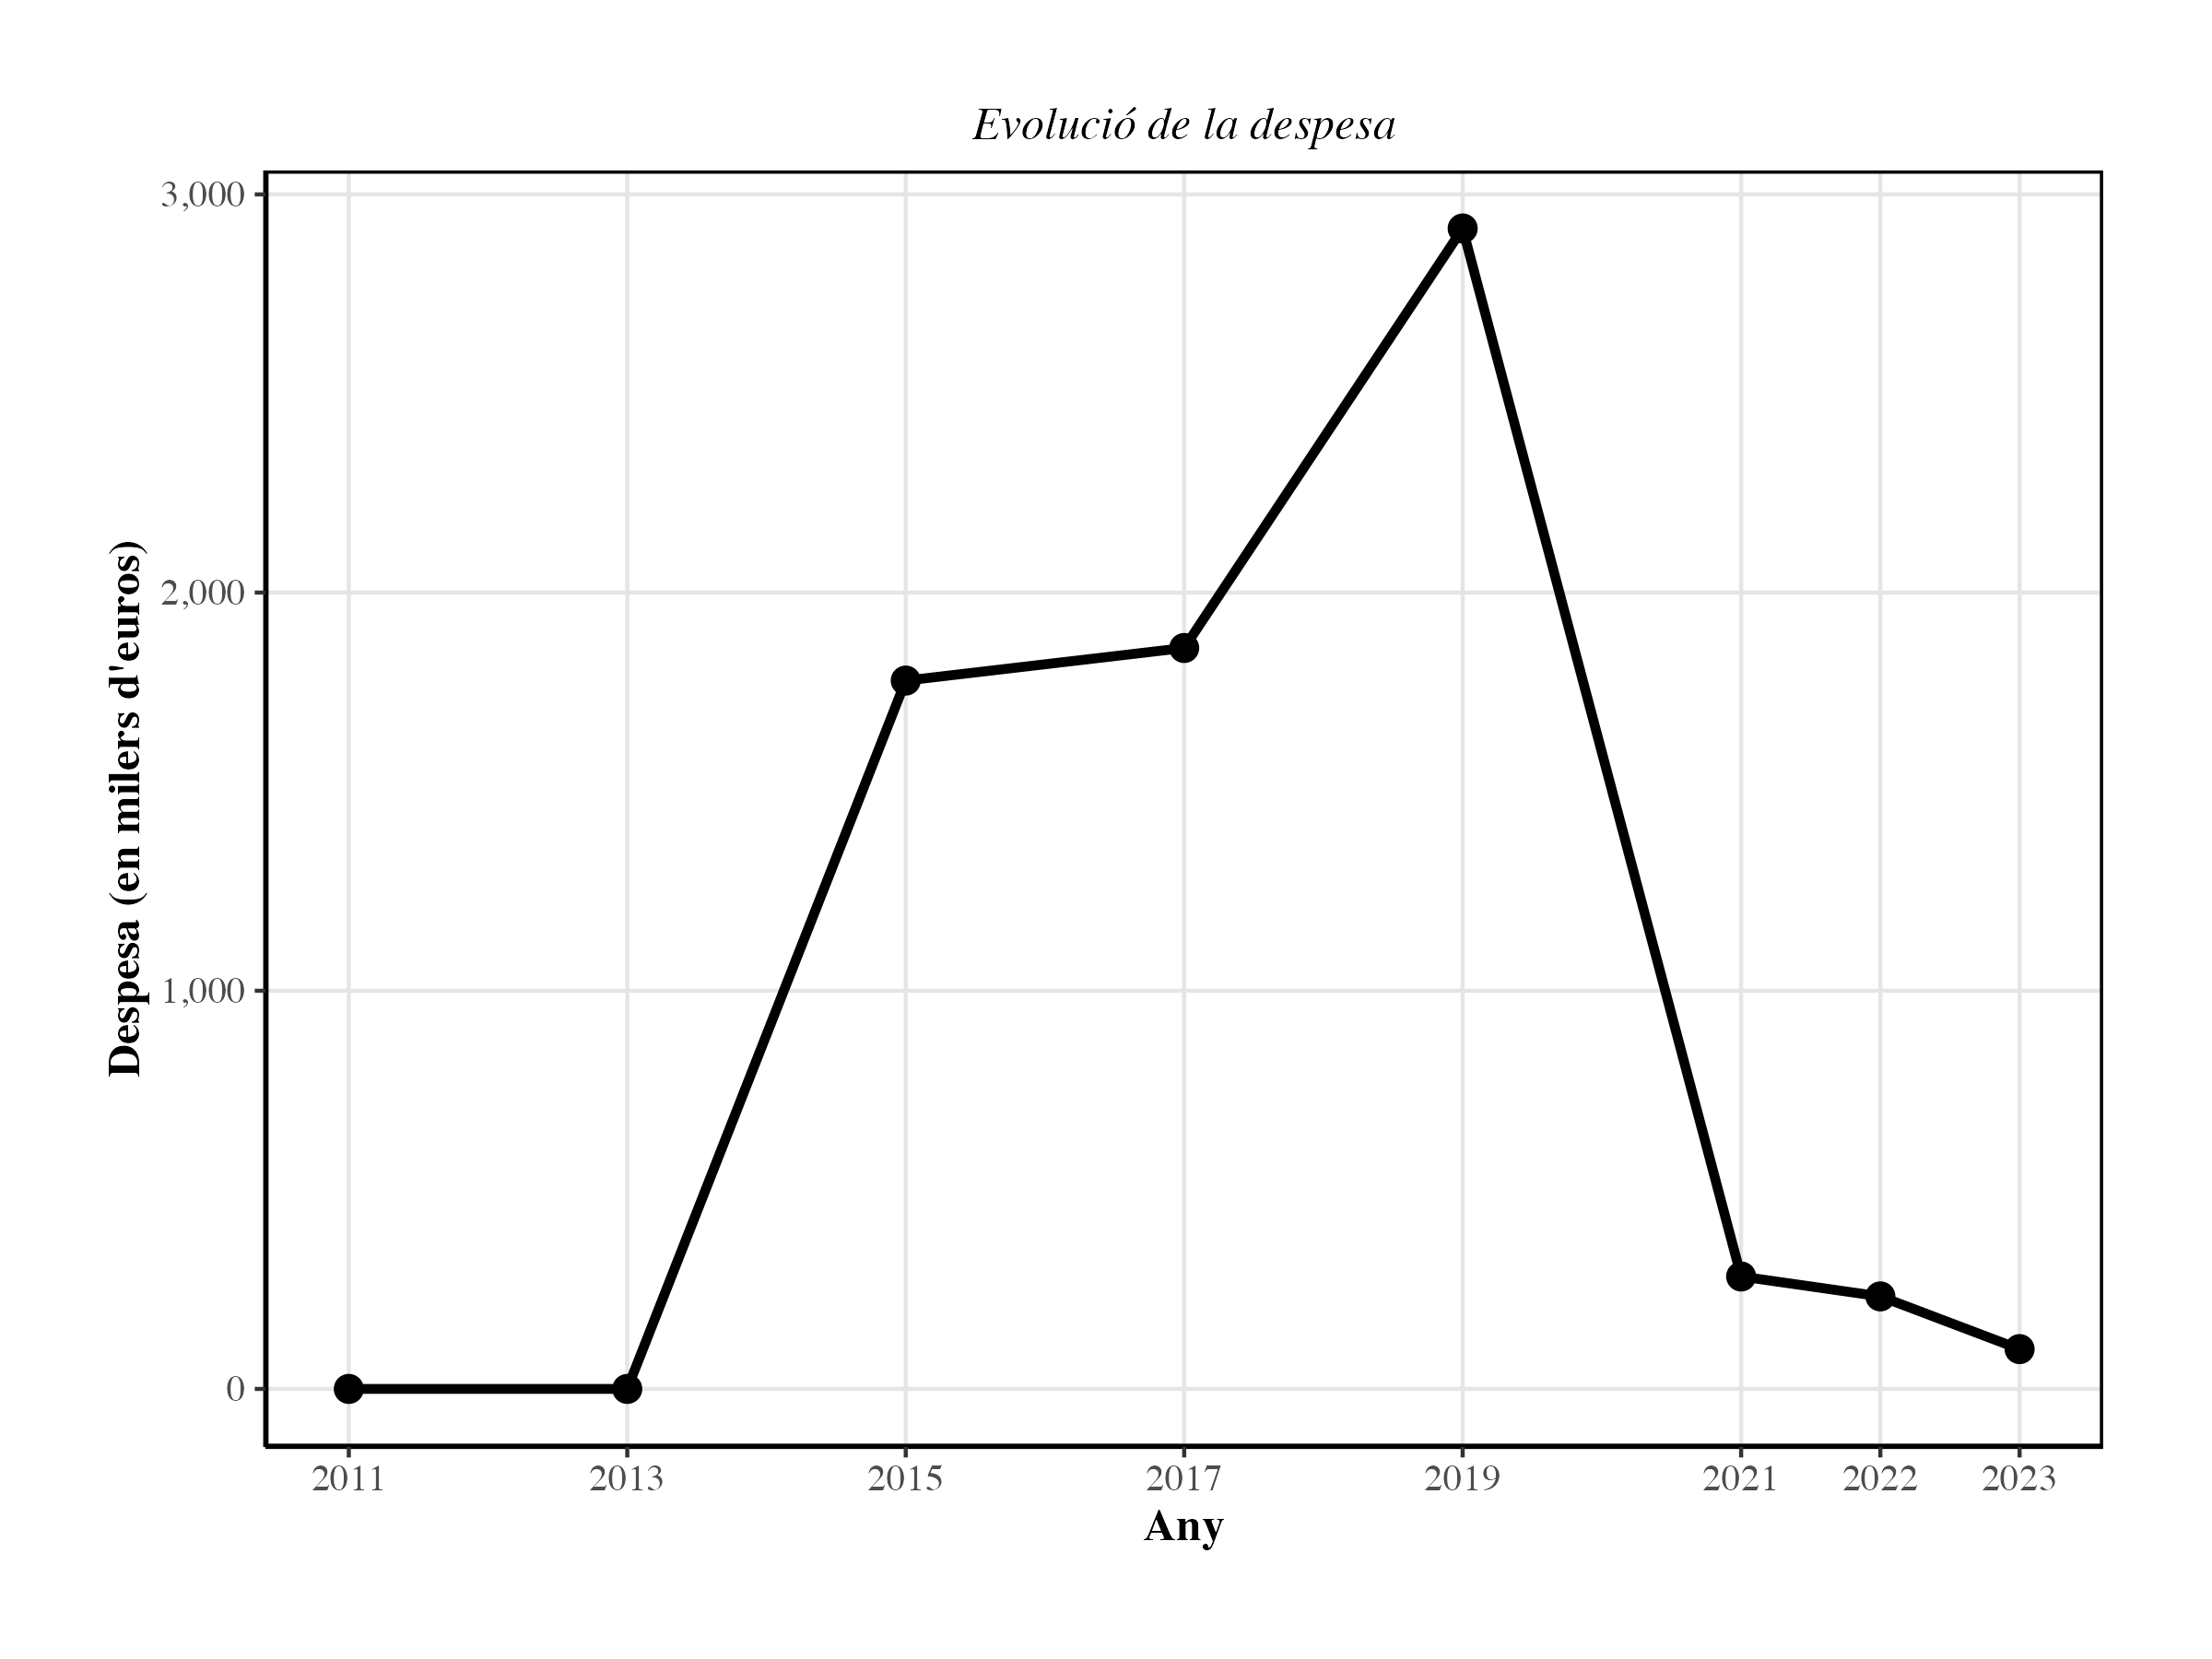 Evolució de la despesa
Despesa (en milers d'euros)
3,000
2,000
1,000
0
2011 2013 2015 2017 2019 2021 2022 2023
Any